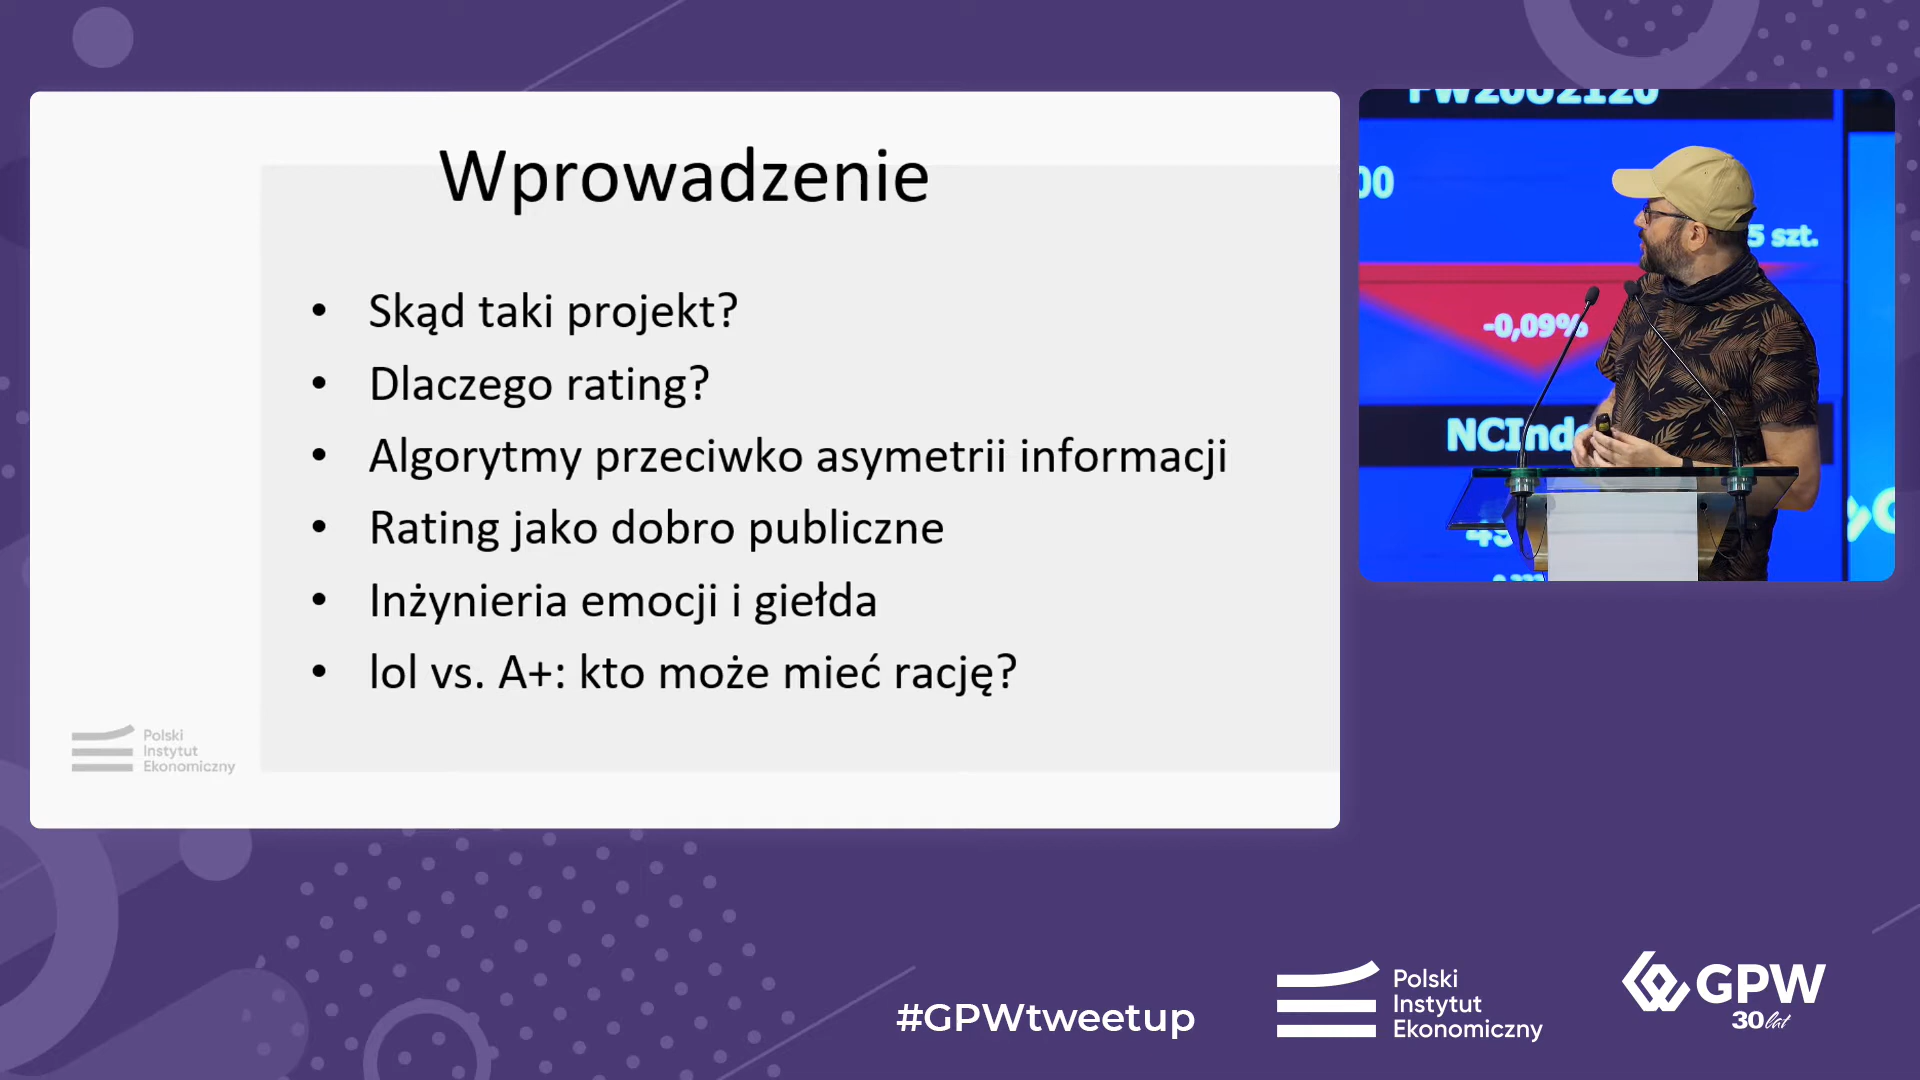 Wprowadzenie
• Skąd taki projekt?
• Dlaczego rating?
• Algorytmy przeciwko asymetrii informacji
• Rating jako dobro publiczne
• Inżynieria emocji i giełda
• lol vs. A+: kto może mieć rację?
Polski
Instytut
Ekonomiczny
FW20U2120
00
5 szt.
-0,09%
NCInd
#GPWtweetup
Polski
Instytut
Ekonomiczny
GPW
30 lat